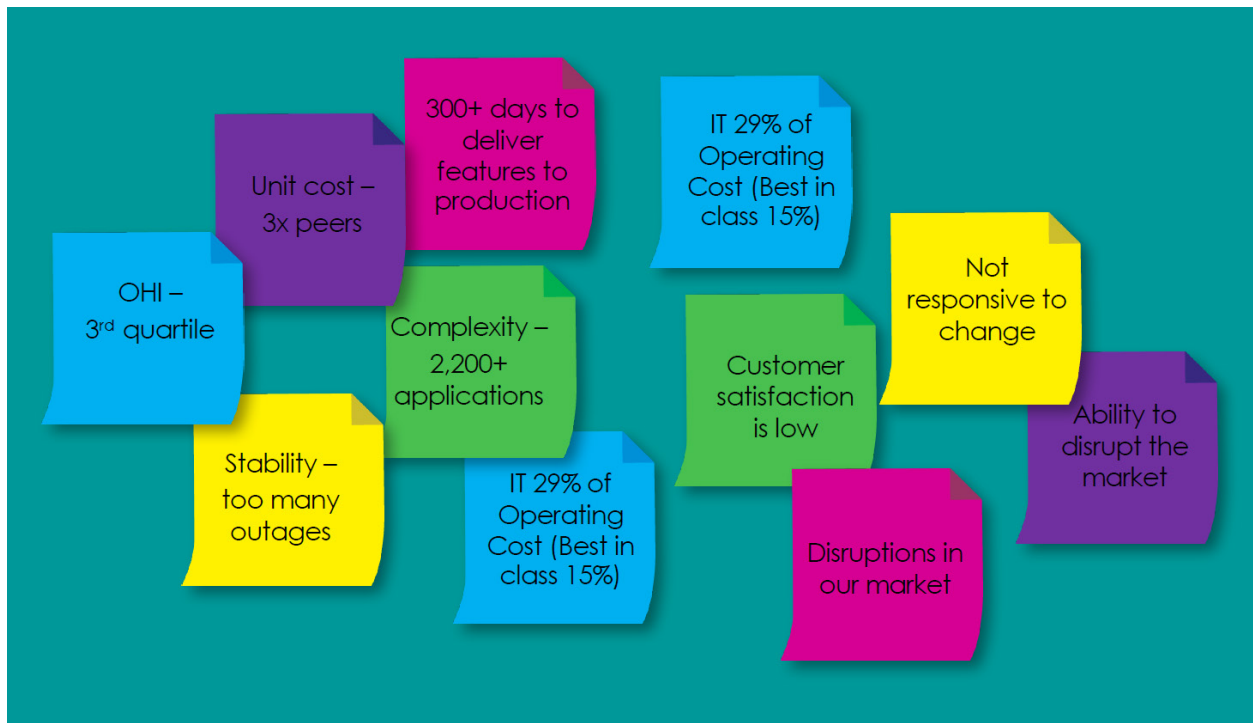 300+ days to
deliver
features to
production
IT 29% of
Operating
Cost (Best in
class 15%)
Unit cost –
3x peers
Not
responsive to
change
OHI –
3rd quartile
Complexity –
2,200+
applications
Customer
satisfaction
is low
Ability to
disrupt the
market
Stability –
too many
outages
IT 29% of
Operating
Cost (Best in
class 15%)
Disruptions in
our market